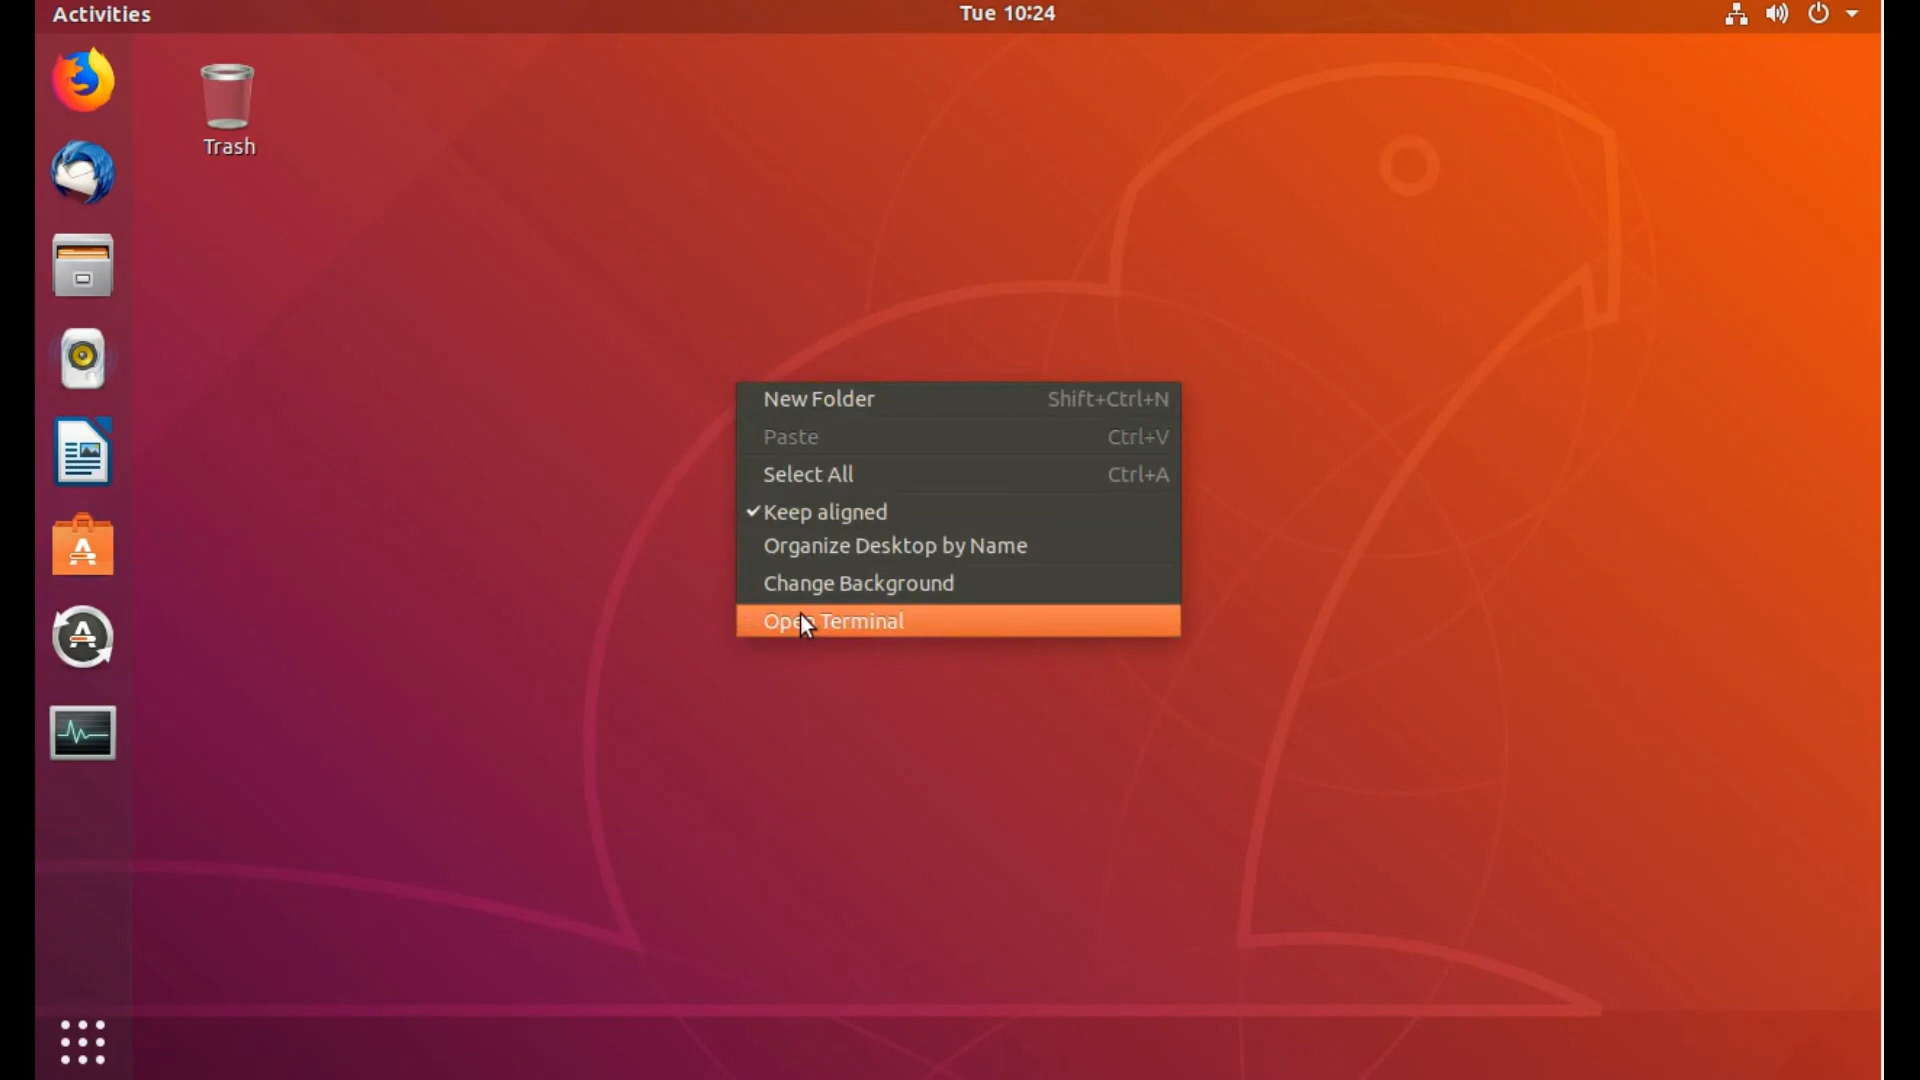 Activities
Tue 10:24
Trash
New Folder Shift+Ctrl+N
Paste Ctrl+V
Select All Ctrl+A
Keep aligned
Organize Desktop by Name
Change Background
Open Terminal